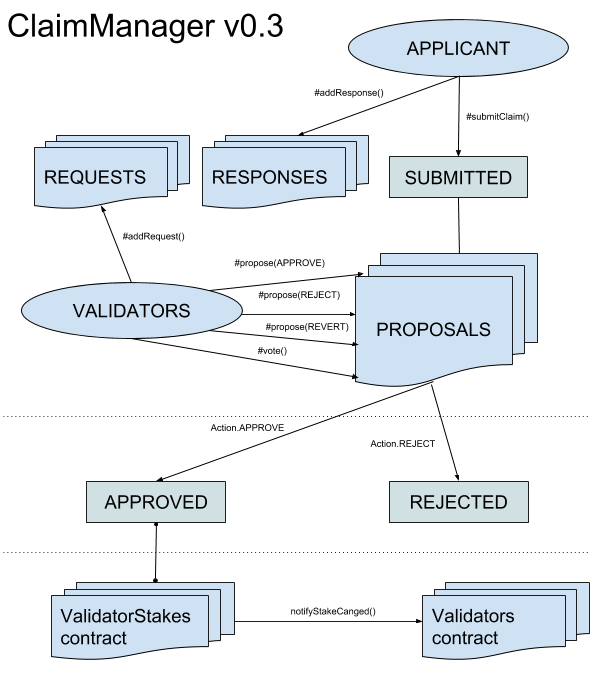 ClaimManager v0.3
APPLICANT
#addResponse()
#submitClaim()
REQUESTS
RESPONSES
SUBMITTED
#addRequest()
#propose(APPROVE)
#propose(REJECT)
VALIDATORS
#propose(REVERT)
PROPOSALS
#vote()
Action.APPROVE
Action.REJECT
APPROVED
REJECTED
ValidatorStakes
contract
notifyStakeCanged()
Validators
contract